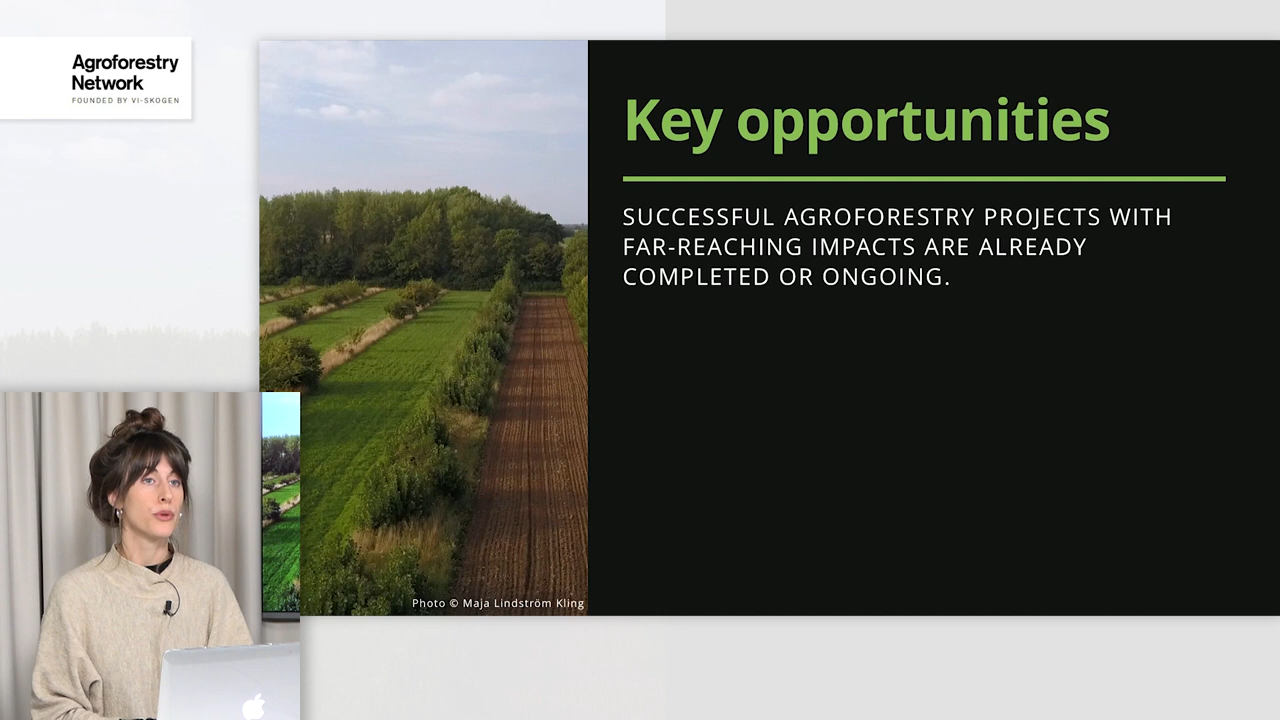 Agroforestry
Network
FOUNDED BY VI-SKOGEN
Key opportunities
SUCCESSFUL AGROFORESTRY PROJECTS WITH
FAR-REACHING IMPACTS ARE ALREADY
COMPLETED OR ONGOING.
Photo © Maja Lindström Kling